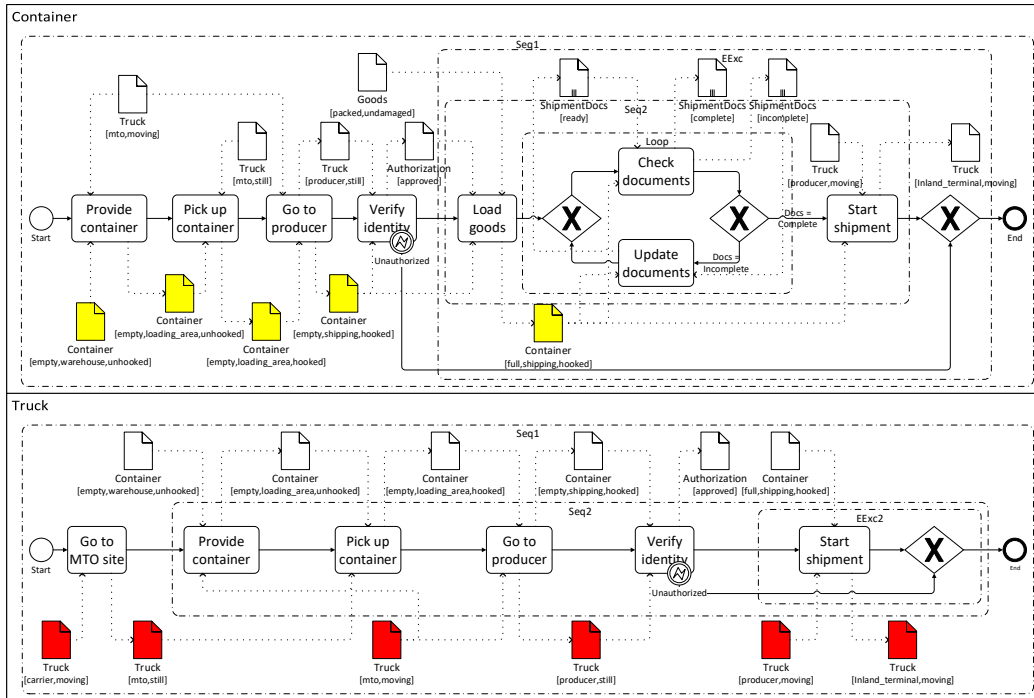 Container
Seq1
EExc
Goods
[packed,undamaged]
ShipmentDocs
[ready]
Seq2
ShipmentDocs
[complete]
ShipmentDocs
[incomplete]
Truck
[mto,moving]
Truck
[mto,still]
Truck
[producer,still]
Authorization
[approved]
Loop
Truck
[producer,moving]
Truck
[Inland_terminal,moving]
Check
documents
Start
Provide
container
Pick up
container
Go to
producer
Verify
identity
Unauthorized
Load
goods
X
X
Docs =
Complete
Start
shipment
X
End
Update
documents
Docs =
Incomplete
Container
[empty,warehouse,unhooked]
Container
[empty,loading_area,unhooked]
Container
[empty,loading_area,hooked]
Container
[empty,shipping,hooked]
Container
[full,shipping,hooked]
Truck
Seq1
Container
[empty,warehouse,unhooked]
Container
[empty,loading_area,unhooked]
Container
[empty,loading_area,hooked]
Container
[empty,shipping,hooked]
Authorization
[approved]
Container
[full,shipping,hooked]
Seq2
EExc2
Start
Go to
MTO site
Provide
container
Pick up
container
Go to
producer
Verify
identity
Unauthorized
Start
shipment
X
End
Truck
[carrier,moving]
Truck
[mto,still]
Truck
[mto,moving]
Truck
[producer,still]
Truck
[producer,moving]
Truck
[Inland_terminal,moving]